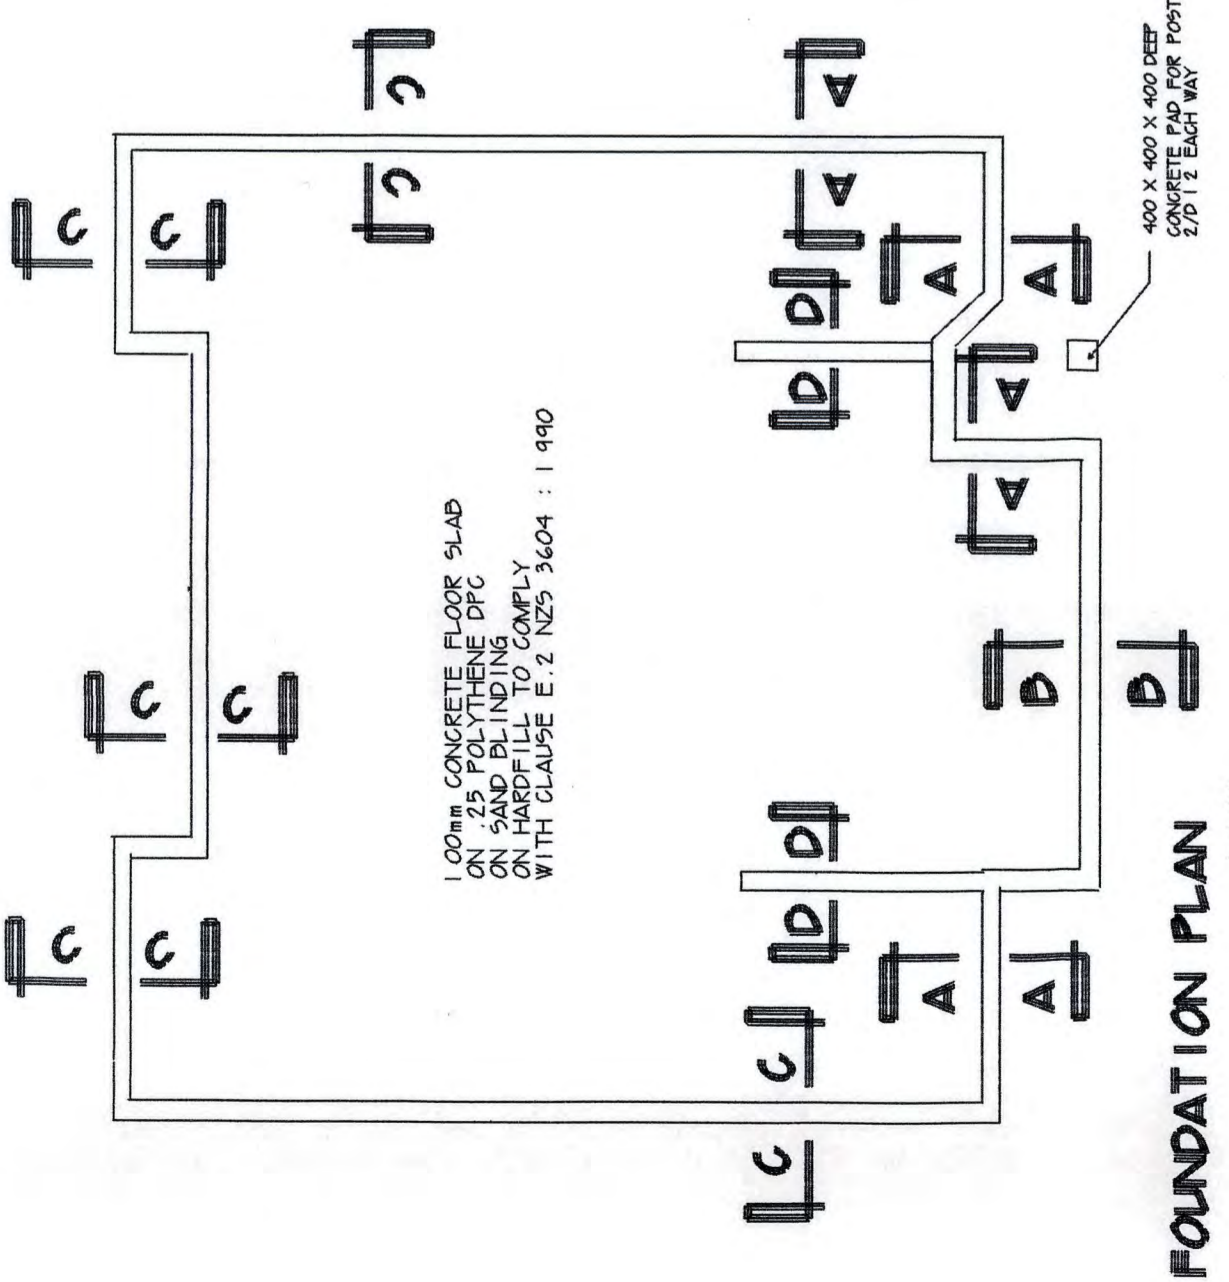 C C
C
C C
C
C C
100mm CONCRETE FLOOR SLAB
ON .25 POLYTHENE DPC
ON SAND BLINDING
ON HARDFILL TO COMPLY
WITH CLAUSE E.2 NZS 3604 : 1990
C C
D D D D
A A
A A
A A
A B A
B
400 X 400 X 400 DEEP
CONCRETE PAD FOR POST
2/D12 EACH WAY
FOUNDATION PLAN